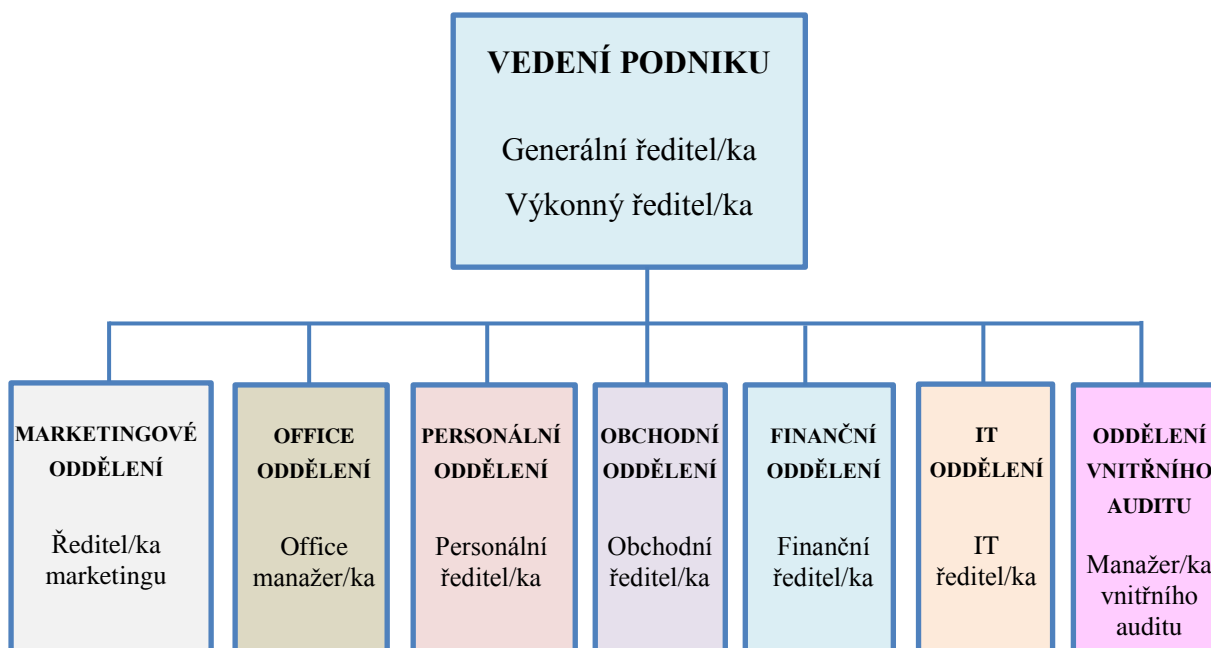 VEDENÍ PODNIKU
Generální ředitel/ka
Výkonný ředitel/ka
MARKETINGOVÉ
ODDĚLENÍ
Ředitel/ka
marketingu
OFFICE
ODDĚLENÍ
Office
manažer/ka
PERSONÁLNÍ
ODDĚLENÍ
Personální
ředitel/ka
OBCHODNÍ
ODDĚLENÍ
Obchodní
ředitel/ka
FINANČNÍ
ODDĚLENÍ
Finanční
ředitel/ka
IT
ODDĚLENÍ
IT
ředitel/ka
ODDĚLENÍ
VNITŘNÍHO
AUDITU
Manažer/ka
vnitřního
auditu